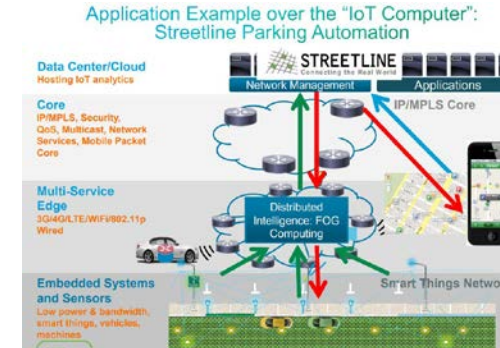 Application Example over the "IoT Computer":
Streetline Parking Automation
Data Center/Cloud
Hosting IoT analytics
STREETLINE
Connecting the Real World
Network Management
Applications
Core
IP/MPLS, Security,
QoS, Multicast, Network
Services, Mobile Packet
Core
IP/MPLS Core
Multi-Service
Edge
3G/4G/LTE/WiFi/802.11p
Wired
Distributed
Intelligence: FOG
Computing
Embedded Systems
and Sensors
Low power & bandwidth,
smart things, vehicles,
machines
Smart Things Netwo